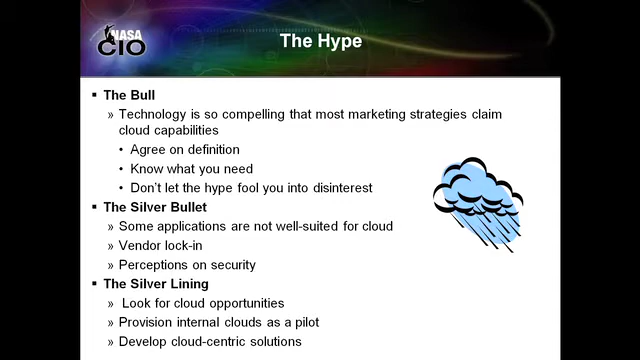 NASA
CIO
The Hype
▪ The Bull
» Technology is so compelling that most marketing strategies claim
cloud capabilities
• Agree on definition
• Know what you need
• Don't let the hype fool you into disinterest
▪ The Silver Bullet
» Some applications are not well-suited for cloud
» Vendor lock-in
» Perceptions on security
▪ The Silver Lining
» Look for cloud opportunities
» Provision internal clouds as a pilot
» Develop cloud-centric solutions